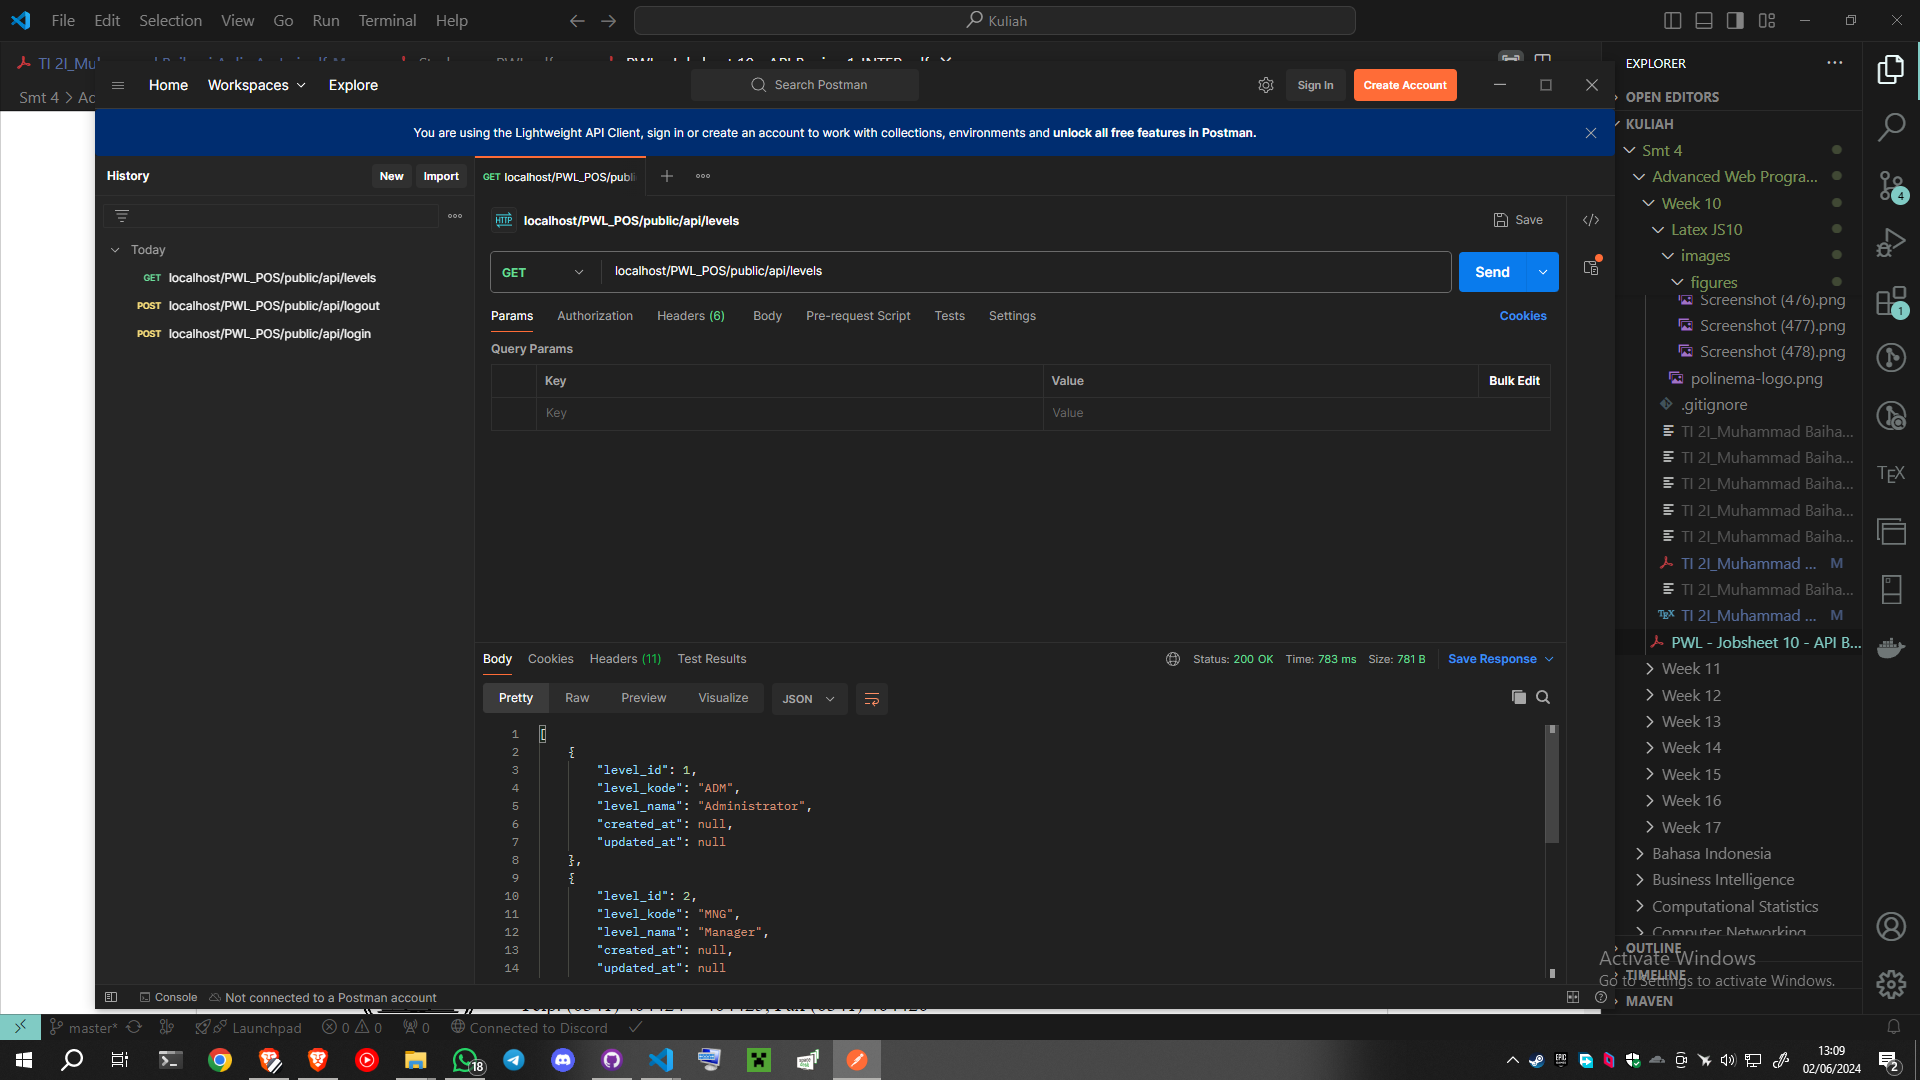 File Edit Selection View Go Run Terminal Help
Kuliah
Smt 4 >
Home Workspaces Explore
Search Postman
Sign In
Create Account
You are using the Lightweight API Client, sign in or create an account to work with collections, environments and unlock all free features in Postman.
History
New
Import
GET localhost/PWL_POS/publi
Today
GET localhost/PWL_POS/public/api/levels
POST localhost/PWL_POS/public/api/logout
POST localhost/PWL_POS/public/api/login
HTTP localhost/PWL_POS/public/api/levels
Save
GET localhost/PWL_POS/public/api/levels
Send
Params Authorization Headers (6) Body Pre-request Script Tests Settings
Cookies
Query Params
Key Value Bulk Edit
Key Value
Body Cookies Headers (11) Test Results
Status: 200 OK Time: 783 ms Size: 781 B
Save Response
Pretty Raw Preview Visualize JSON
1 [
2 {
3 "level_id": 1,
4 "level_kode": "ADM",
5 "level_nama": "Administrator",
6 "created_at": null,
7 "updated_at": null
8 },
9 {
10 "level_id": 2,
11 "level_kode": "MNG",
12 "level_nama": "Manager",
13 "created_at": null,
14 "updated_at": null
Console Not connected to a Postman account
EXPLORER
OPEN EDITORS
KULIAH
Smt 4
Advanced Web Progra...
Week 10
Latex JS10
images
figures
Screenshot (476).png
Screenshot (477).png
Screenshot (478).png
polinema-logo.png
.gitignore
TI 2I_Muhammad Baiha...
TI 2I_Muhammad Baiha...
TI 2I_Muhammad Baiha...
TI 2I_Muhammad Baiha...
TI 2I_Muhammad Baiha...
TI 2I_Muhammad ... M
TI 2I_Muhammad Baiha...
TEX TI 2I_Muhammad ... M
PWL - Jobsheet 10 - API B...
Week 11
Week 12
Week 13
Week 14
Week 15
Week 16
Week 17
Bahasa Indonesia
Business Intelligence
Computational Statistics
Computer Networking
OUTLINE
TIMELINE
MAVEN
Activate Windows
Go to Settings to activate Windows.
4
1
TEX
master* Launchpad 0 0 0 Connected to Discord
18
EPIC GAMES
13:09
02/06/2024
2